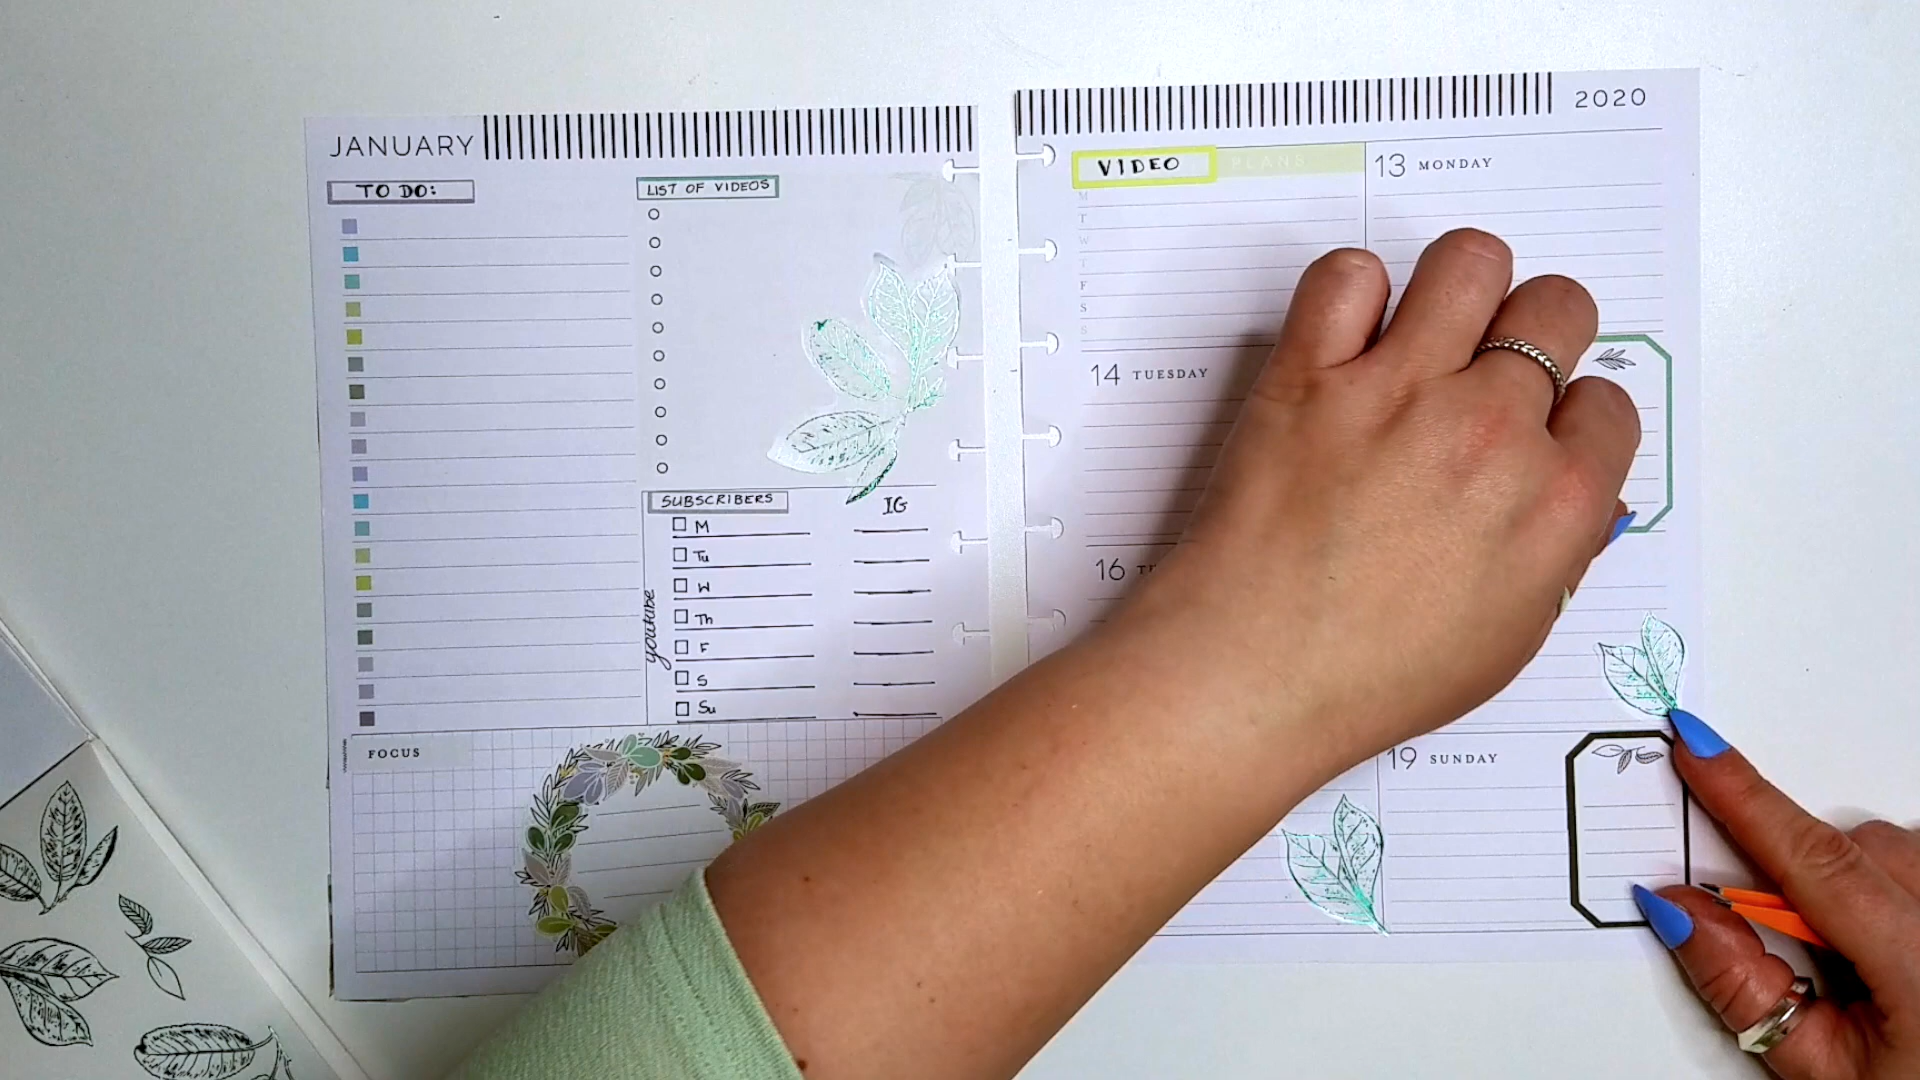 JANUARY
TO DO:
LIST OF VIDEOS
SUBSCRIBERS
IG
M
Tu
W
Th
F
S
Su
youtube
FOCUS
2020
VIDEO PLANS
M
T
W
T
F
S
S
13 MONDAY
14 TUESDAY
16
19 SUNDAY